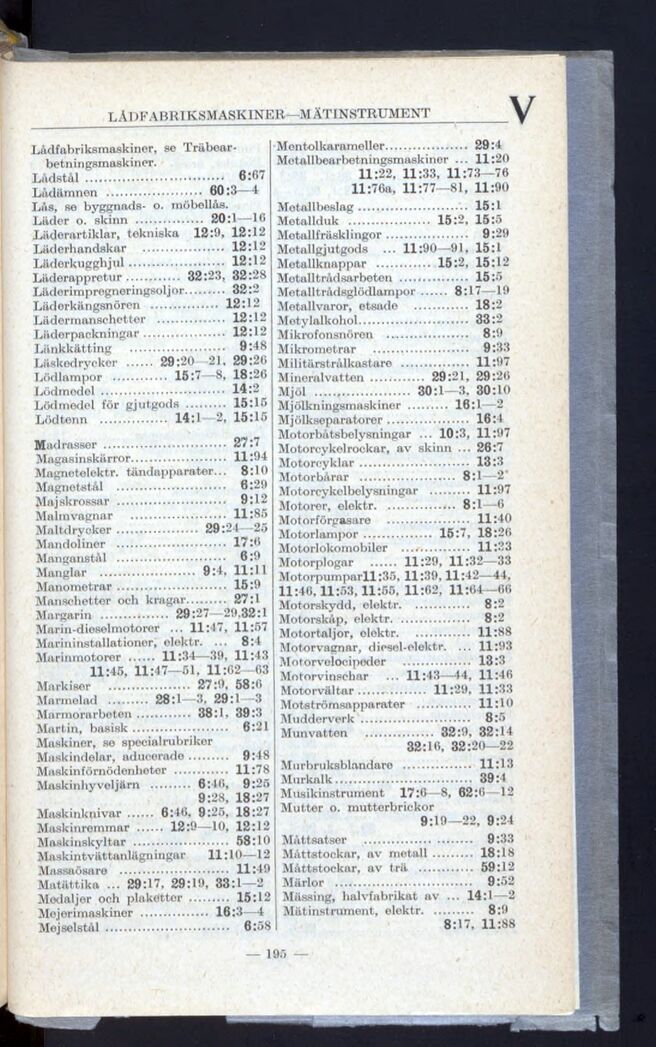 LÅDFABRIKSMASKINER—MÄTINSTRUMENT
V
Lådfabriksmaskiner, se Träbear-
betningsmaskiner.
Lådstål ............................ 6:67
Lådämnen ......................... 60:3—4
Lås, se byggnads- o. möbellås.
Läder o. skinn ............... 20:1—16
Läderartiklar, tekniska 12:9, 12:12
Läderhandskar ................. 12:12
Läderkugghjul .................... 12:12
Läderappretur ........... 32:23, 32:28
Läderimpregneringsoljor......... 32:2
Läderkängsnören ................ 12:12
Lädermanschetter ............... 12:12
Läderpackningar ................. 12:12
Länkkätting ................... 9:48
Läskedrycker ...... 29:20—21, 29:26
Lödlampor ............ 15:7—8, 18:26
Lödmedel ......................... 14:2
Lödmedel för gjutgods ......... 15:15
Lödtenn ............... 14:1—2, 15:15
Madrasser ......................... 27:7
Magasinskärror.................... 11:94
Magnetelektr. tändapparater... 8:10
Magnetstål ...................... 6:29
Majskrossar ....................... 9:12
Malmvagnar ..................... 11:85
Maltdrycker ................ 29:24—25
Mandoliner ...................... 17:6
Manganstål ...................... 6:9
Manglar .................... 9:4, 11:11
Manometrar ...................... 15:9
Manschetter och kragar......... 27:1
Margarin .............. 29:27—29,32:1
Marin-dieselmotorer ... 11:47, 11:57
Marininstallationer, elektr. ... 8:4
Marinmotorer ...... 11:34—39, 11:43
11:45, 11:47—51, 11:62—63
Markiser ................. 27:9, 58:6
Marmelad ......... 28:1—3, 29:1—3
Marmorarbeten ............ 38:1, 39:3
Martin, basisk ...................... 6:21
Maskiner, se specialrubriker
Maskindelar, aducerade ......... 9:48
Maskinförnödenheter ............ 11:78
Maskinhyveljärn ......... 6:46, 9:25
9:28, 18:27
Maskinknivar ...... 6:46, 9:25, 18:27
Maskinremmar ...... 12:9—10, 12:12
Maskinskyltar .................... 58:10
Maskintvättanläggningar 11:10—12
Massaösare ....................... 11:49
Matättika ... 29:17, 29:19, 33:1—2
Medaljer och plaketter ......... 15:12
Mejerimaskiner .............. 16:3—4
Mejselstål ......................... 6:58
Mentolkarameller................. 29:4
Metallbearbetningsmaskiner ... 11:20
11:22, 11:33, 11:73—76
11:76a, 11:77—81, 11:90
Metallbeslag ....................... 15:1
Metallduk .................. 15:2, 15:5
Metallfräsklingor ................. 9:29
Metallgjutgods ... 11:90—91, 15:1
Metallknappar ............ 15:2, 15:12
Metalltrådsarbeten ............... 15:5
Metalltrådsglödlampor ...... 8:17—19
Metallvaror, etsade ............ 18:2
Metylalkohol....................... 33:2
Mikrofonsnören ................. 8:9
Mikrometrar .................... 9:33
Militärstrålkastare .............. 11:97
Mineralvatten ........... 29:21, 29:26
Mjöl .................... 30:1—3, 30:10
Mjölkningsmaskiner .......... 16:1—2
Mjölkseparatorer .................. 16:4
Motorbåtsbelysningar ... 10:3, 11:97
Motorcykelrockar, av skinn ... 26:7
Motorcyklar ....................... 13:3
Motorbårar .................... 8:1—2
Motorcykelbelysningar ......... 11:97
Motorer, elektr. ............... 8:1—6
Motorförgasare .................. 11:40
Motorlampor ............... 15:7, 18:26
Motorlokomobiler .............. 11:33
Motorplogar ...... 11:29, 11:32—33
Motorpumpar11:35, 11:39, 11:42—44,
11:46, 11:53, 11:55, 11:62, 11:64—66
Motorskydd, elektr. ............ 8:2
Motorskåp, elektr. ............... 8:2
Motortaljor, elektr. ............ 11:88
Motorvagnar, diesel-elektr. ... 11:93
Motorvelocipeder ............... 13:3
Motorvinschar ... 11:43—44, 11:46
Motorvältar ............... 11:29, 11:33
Motströmsapparater ............ 11:10
Mudderverk ........................ 8:5
Munvatten .............. 32:9, 32:14
32:16, 32:20—22
Murbruksblandare ............... 11:13
Murkalk ............................. 39:4
Musikinstrument 17:6—8, 62:6—12
Mutter o. mutterbrickor
9:19—22, 9:24
Måttsatser ...................... 9:33
Måttstockar, av metall ......... 18:18
Måttstockar, av trä ............ 59:12
Märlor ............................. 9:52
Mässing, halvfabrikat av ... 14:1—2
Mätinstrument, elektr. ........... 8:9
8:17, 11:88
— 195 —